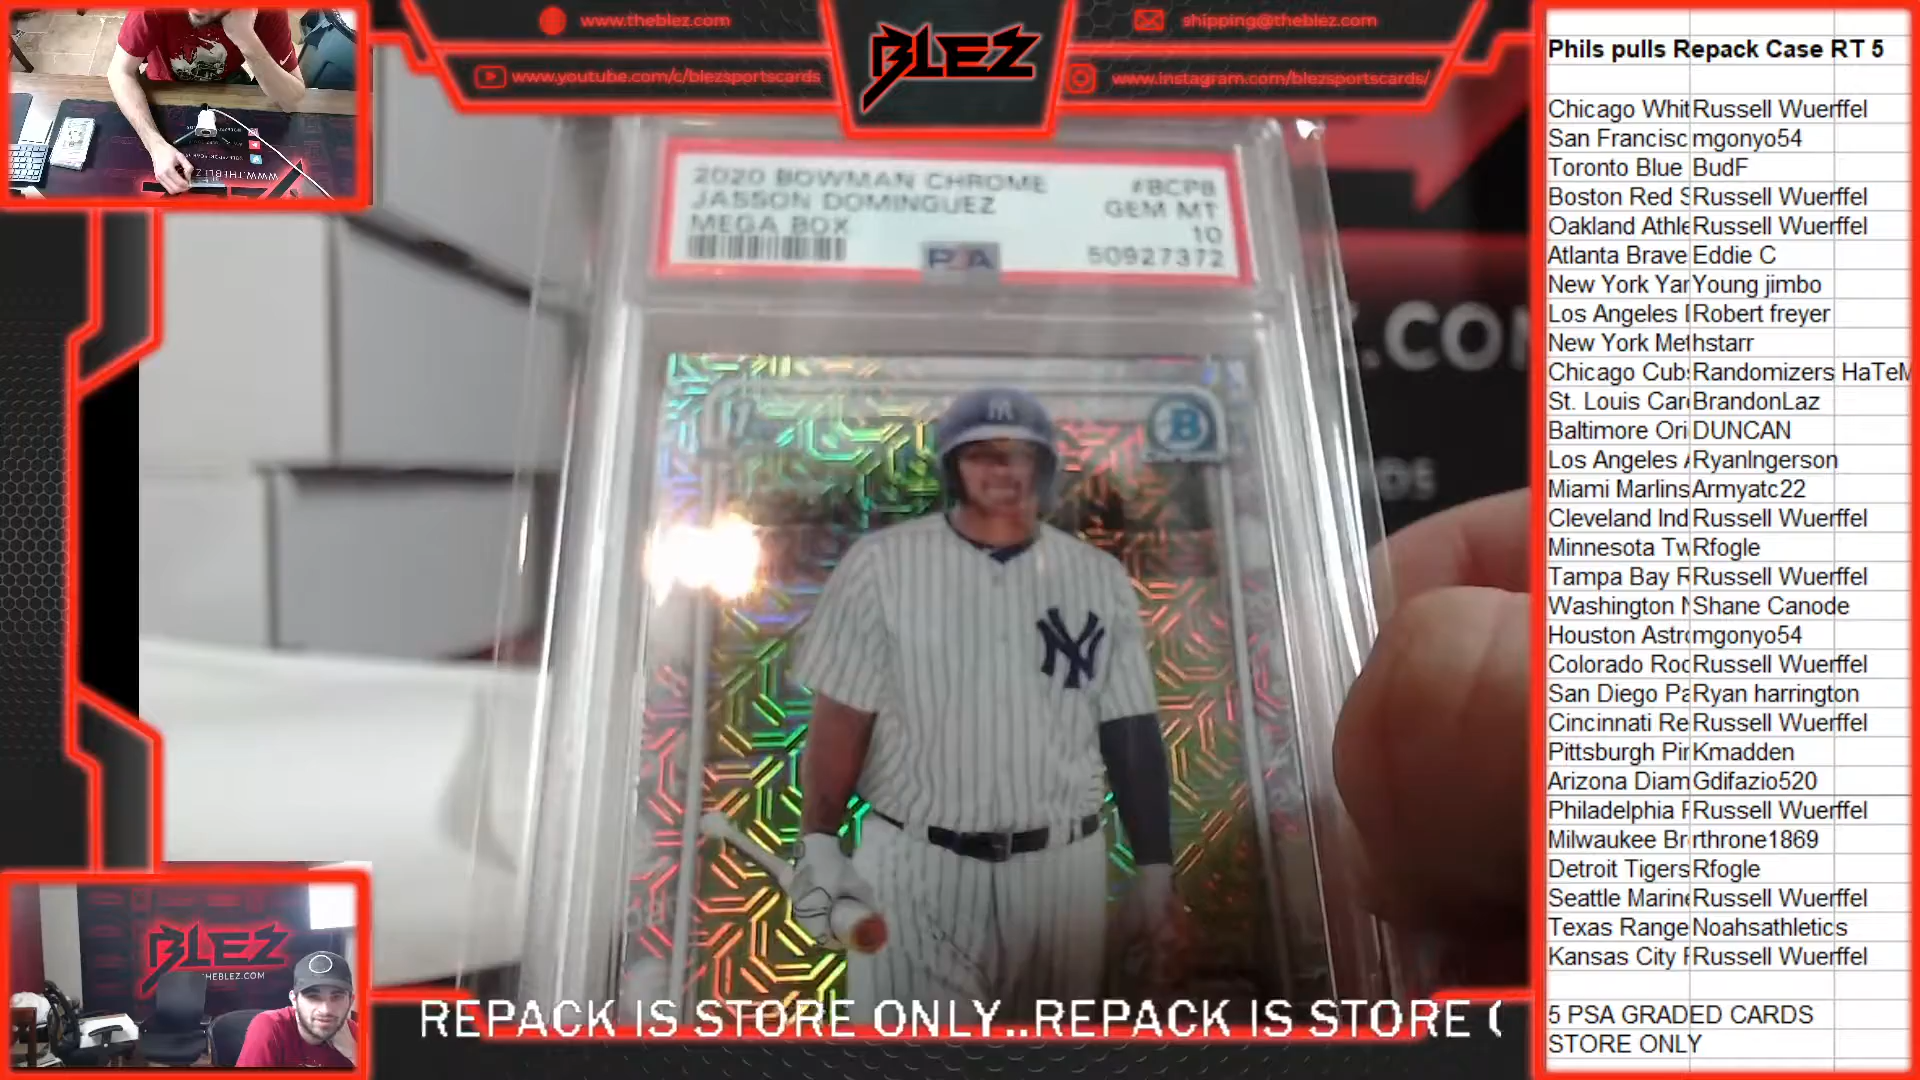 www.theblez.com
www.youtube.com/c/blezsportscards
BLEZ
shipping@theblez.com
www.instagram.com/blezsportscards/
2020 BOWMAN CHROME
JASSON DOMINGUEZ
MEGA BOX
#BCP8
GEM MT
10
50927372
PSA
.COM
B
NY
BLEZ
THEBLEZ.COM
REPACK IS STORE ONLY..REPACK IS STORE
Phils pulls Repack Case RT 5
Chicago Whit Russell Wuerffel
San Francisc mgonyo54
Toronto Blue BudF
Boston Red S Russell Wuerffel
Oakland Athle Russell Wuerffel
Atlanta Brave Eddie C
New York Yan Young jimbo
Los Angeles D Robert freyer
New York Met hstarr
Chicago Cubs Randomizers HaTeM
St. Louis Card BrandonLaz
Baltimore Ori DUNCAN
Los Angeles A RyanIngerson
Miami Marlins Armyatc22
Cleveland Ind Russell Wuerffel
Minnesota Tw Rfogle
Tampa Bay R Russell Wuerffel
Washington N Shane Canode
Houston Astro mgonyo54
Colorado Roc Russell Wuerffel
San Diego Pa Ryan harrington
Cincinnati Re Russell Wuerffel
Pittsburgh Pir Kmadden
Arizona Diam Gdifazio520
Philadelphia P Russell Wuerffel
Milwaukee Br rthrone1869
Detroit Tigers Rfogle
Seattle Marine Russell Wuerffel
Texas Range Noahsathletics
Kansas City R Russell Wuerffel
5 PSA GRADED CARDS
STORE ONLY